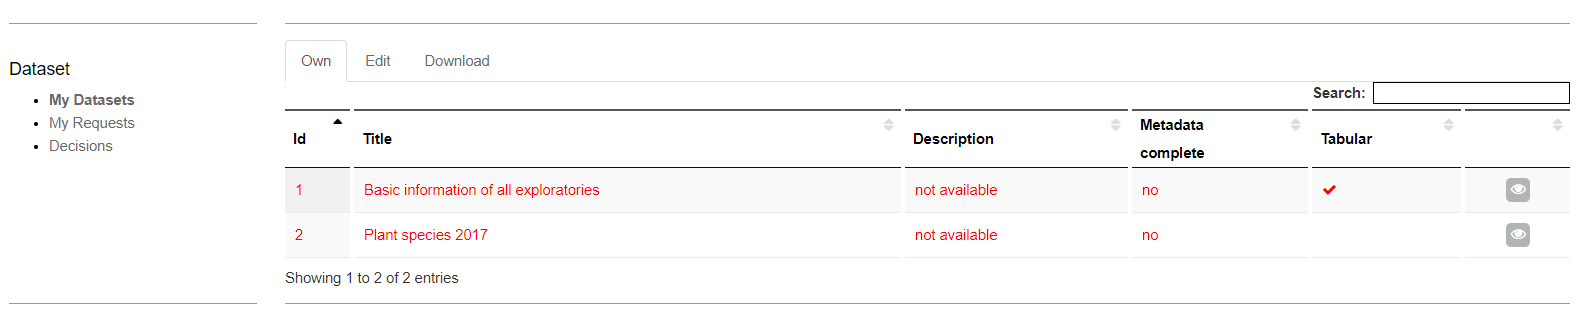 Dataset
My Datasets
My Requests
Decisions
Own Edit Download
Search:
Id Title Description Metadata complete Tabular
1 Basic information of all exploratories not available no
2 Plant species 2017 not available no
Showing 1 to 2 of 2 entries